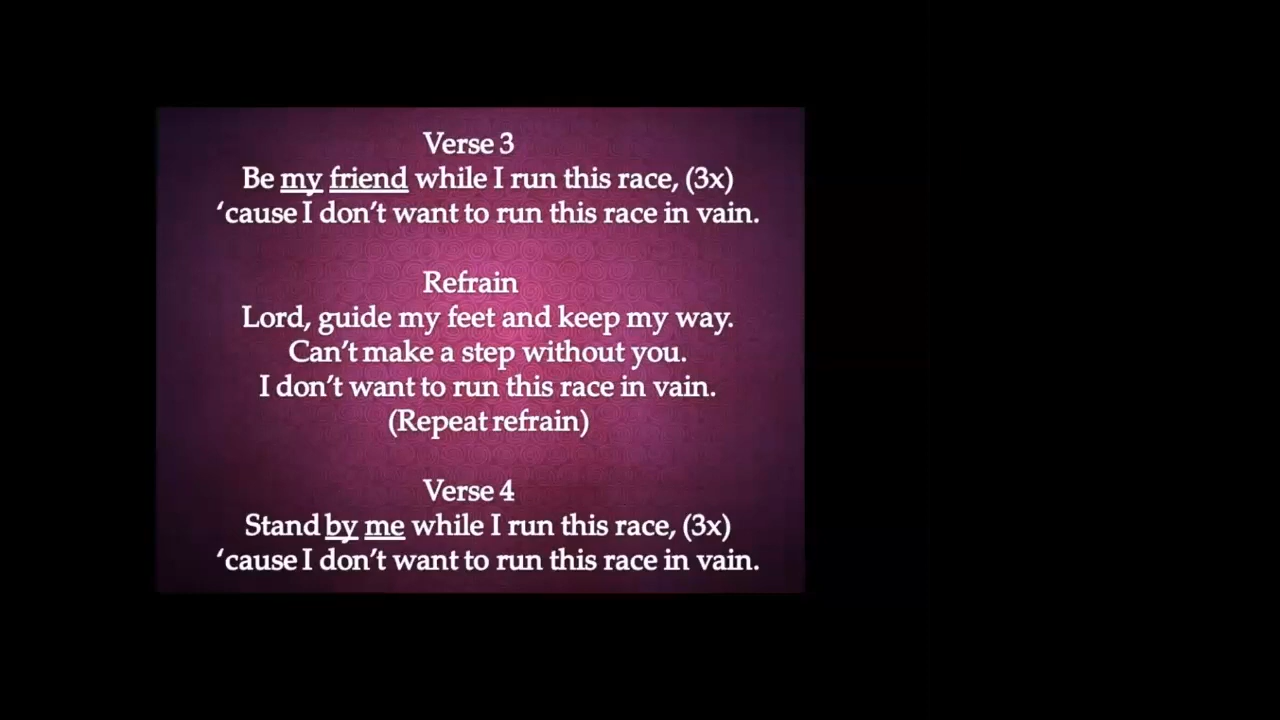 Verse 3
Be my friend while I run this race, (3x)
‘cause I don’t want to run this race in vain.
Refrain
Lord, guide my feet and keep my way.
Can’t make a step without you.
I don’t want to run this race in vain.
(Repeat refrain)
Verse 4
Stand by me while I run this race, (3x)
‘cause I don’t want to run this race in vain.